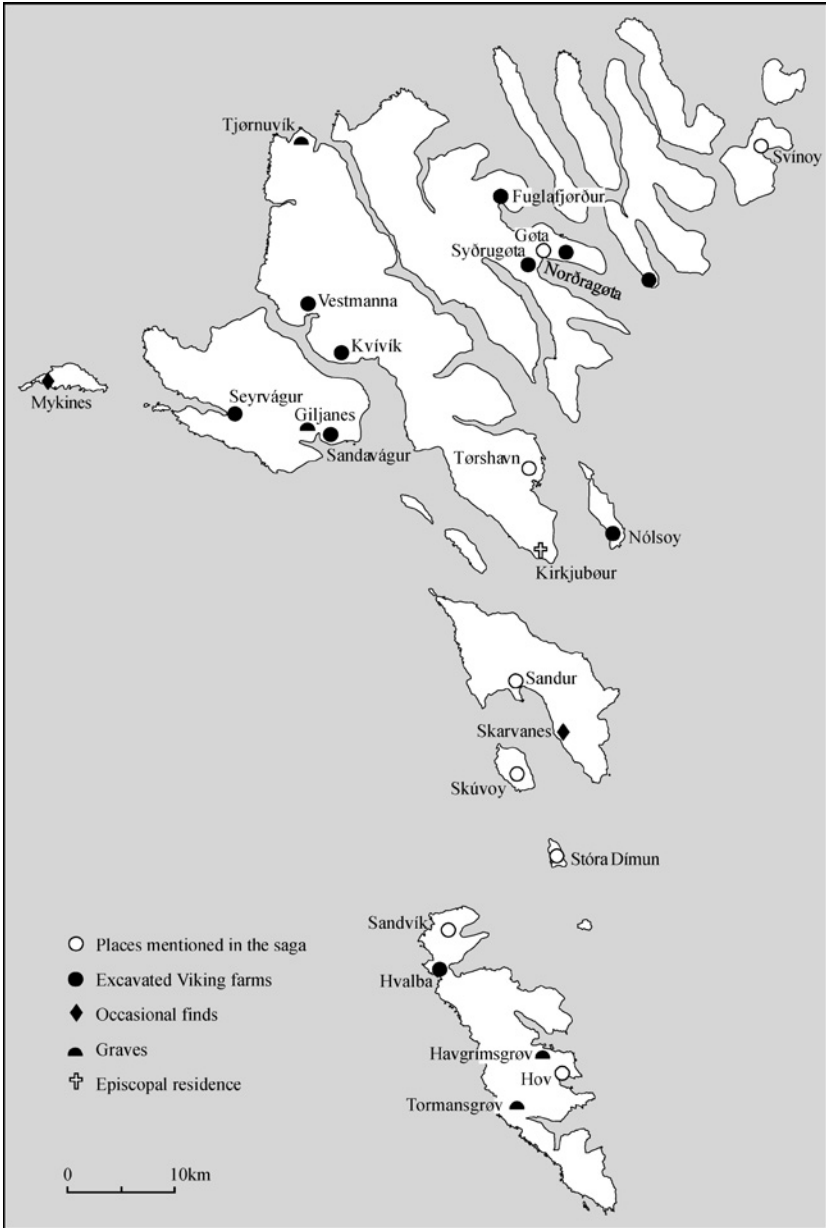 Tjørnuvík
Svínoy
Fuglafjørður
Gøta
Syðrugøta
Norðragøta
Vestmanna
Kvívík
Mykines
Seyrvágur
Giljanes
Sandavágur
Tørshavn
Nólsoy
Kirkjubøur
Sandur
Skarvanes
Skúvoy
Stóra Dímun
Sandvík
Hvalba
Havgrímsgrøv
Hov
Tormansgrøv
Places mentioned in the saga
Excavated Viking farms
Occasional finds
Graves
Episcopal residence
0 10km